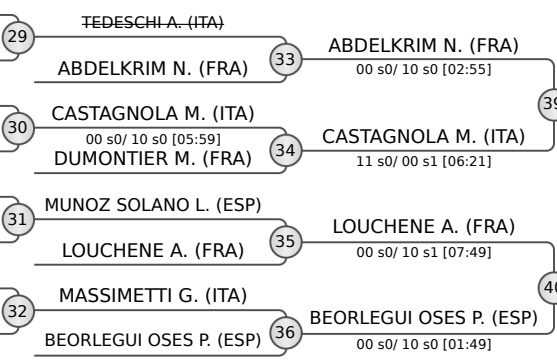 29
TEDESCHI A. (ITA)
ABDELKRIM N. (FRA)
33
ABDELKRIM N. (FRA)
00 s0/ 10 s0 [02:55]
39
30
CASTAGNOLA M. (ITA)
00 s0/ 10 s0 [05:59]
DUMONTIER M. (FRA)
34
CASTAGNOLA M. (ITA)
11 s0/ 00 s1 [06:21]
31
MUNOZ SOLANO L. (ESP)
LOUCHENE A. (FRA)
35
LOUCHENE A. (FRA)
00 s0/ 10 s1 [07:49]
40
32
MASSIMETTI G. (ITA)
BEORLEGUI OSES P. (ESP)
36
BEORLEGUI OSES P. (ESP)
00 s0/ 10 s0 [01:49]